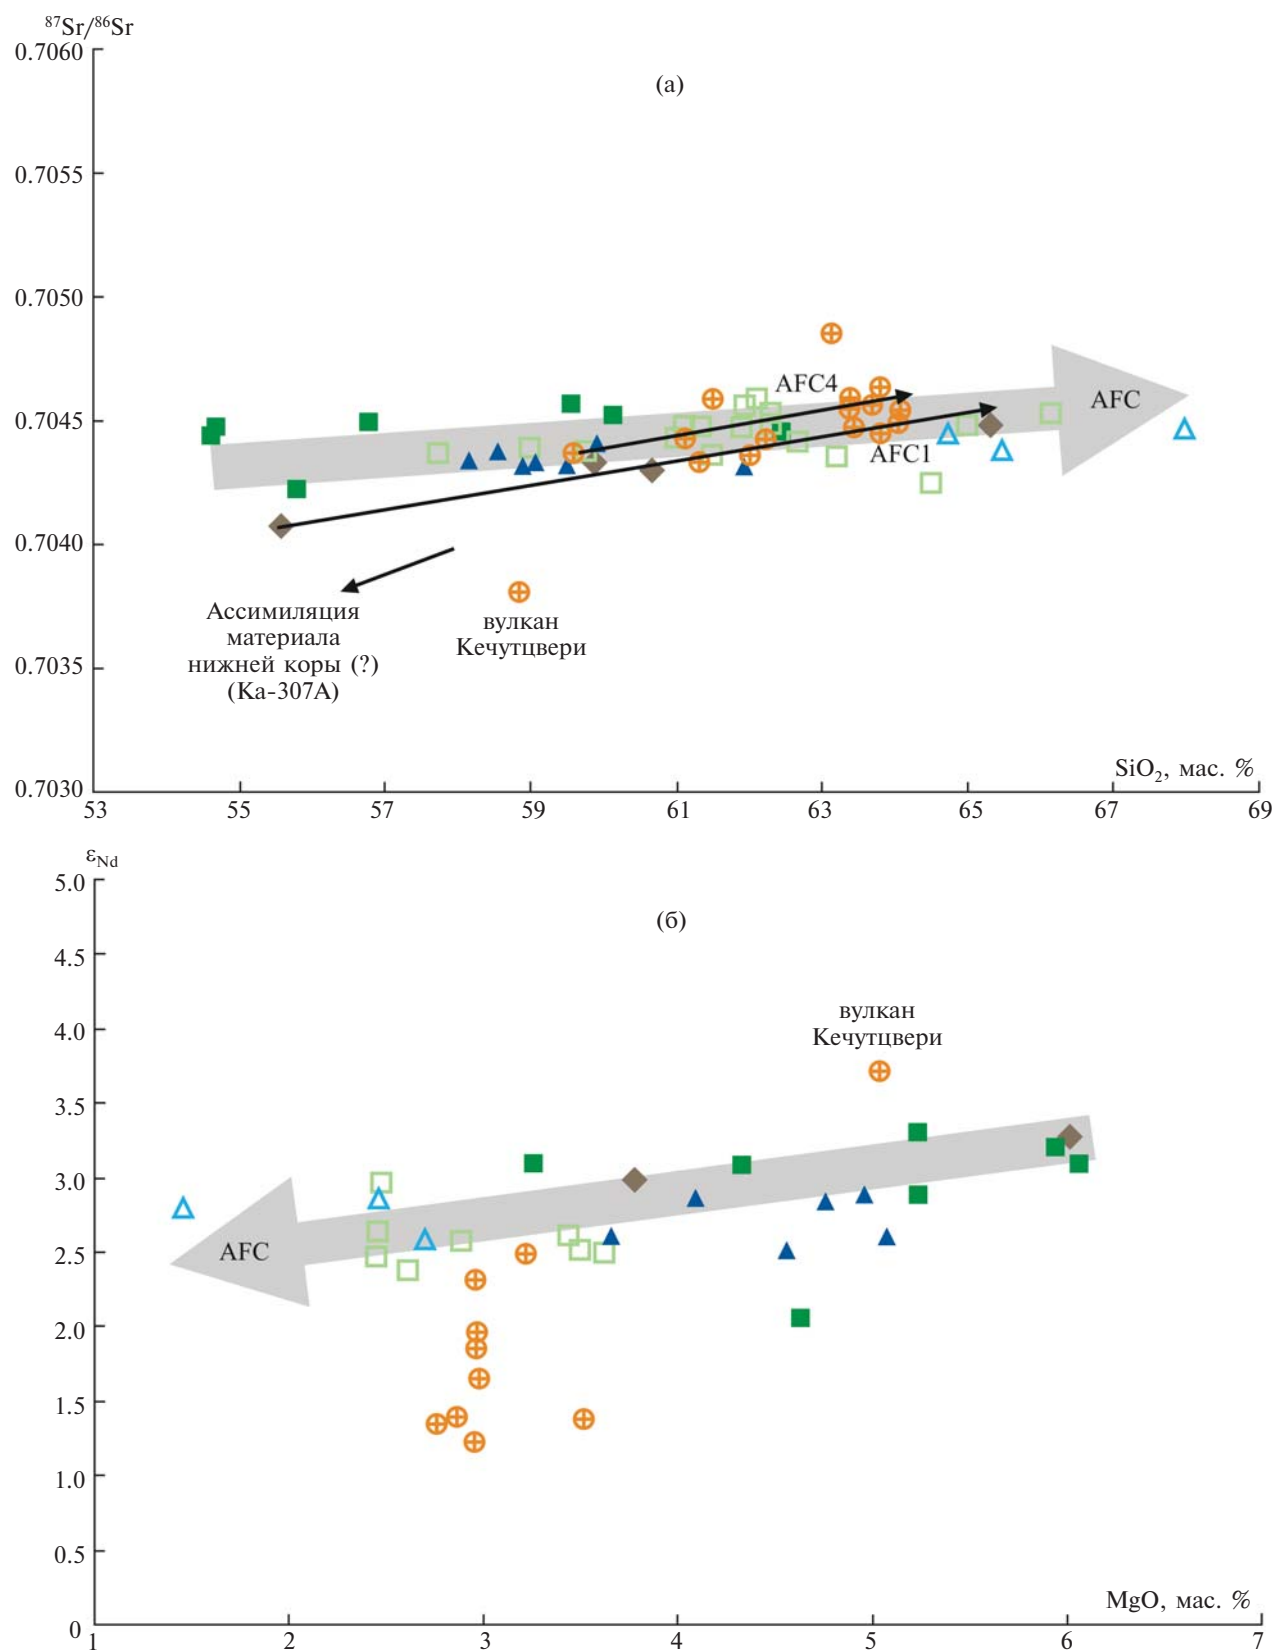 ⁸⁷Sr/⁸⁶Sr
0.7060
(а)
0.7055
0.7050
AFC4
AFC
0.7045
AFC1
0.7040
Ассимиляция
материала
нижней коры (?)
(Ka-307A)
вулкан
Кечутцвери
0.7035
SiO₂, мас. %
0.7030
53 55 57 59 61 63 65 67 69
εNd
5.0
(б)
4.5
вулкан
Кечутцвери
4.0
3.5
3.0
2.5
AFC
2.0
1.5
1.0
0.5
MgO, мас. %
0
1 2 3 4 5 6 7